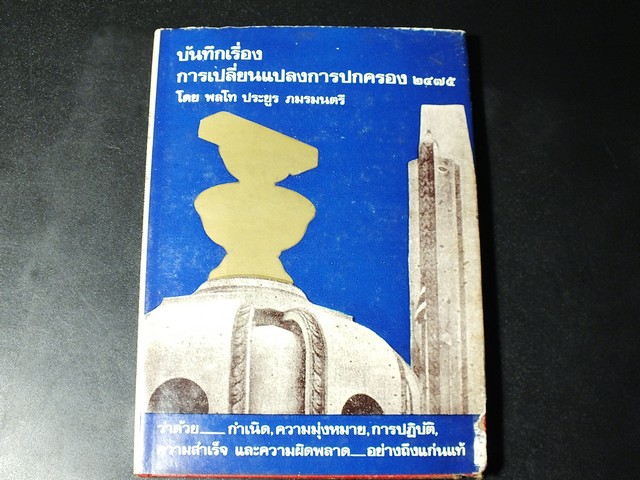 บันทึกเรื่อง
การเปลี่ยนแปลงการปกครอง ๒๔๗๕
โดย พลโท ประยูร ภมรมนตรี
ว่าด้วย___กำเนิด, ความมุ่งหมาย, การปฏิบัติ,
ความสำเร็จ และความผิดพลาด__อย่างถึงแก่นแท้